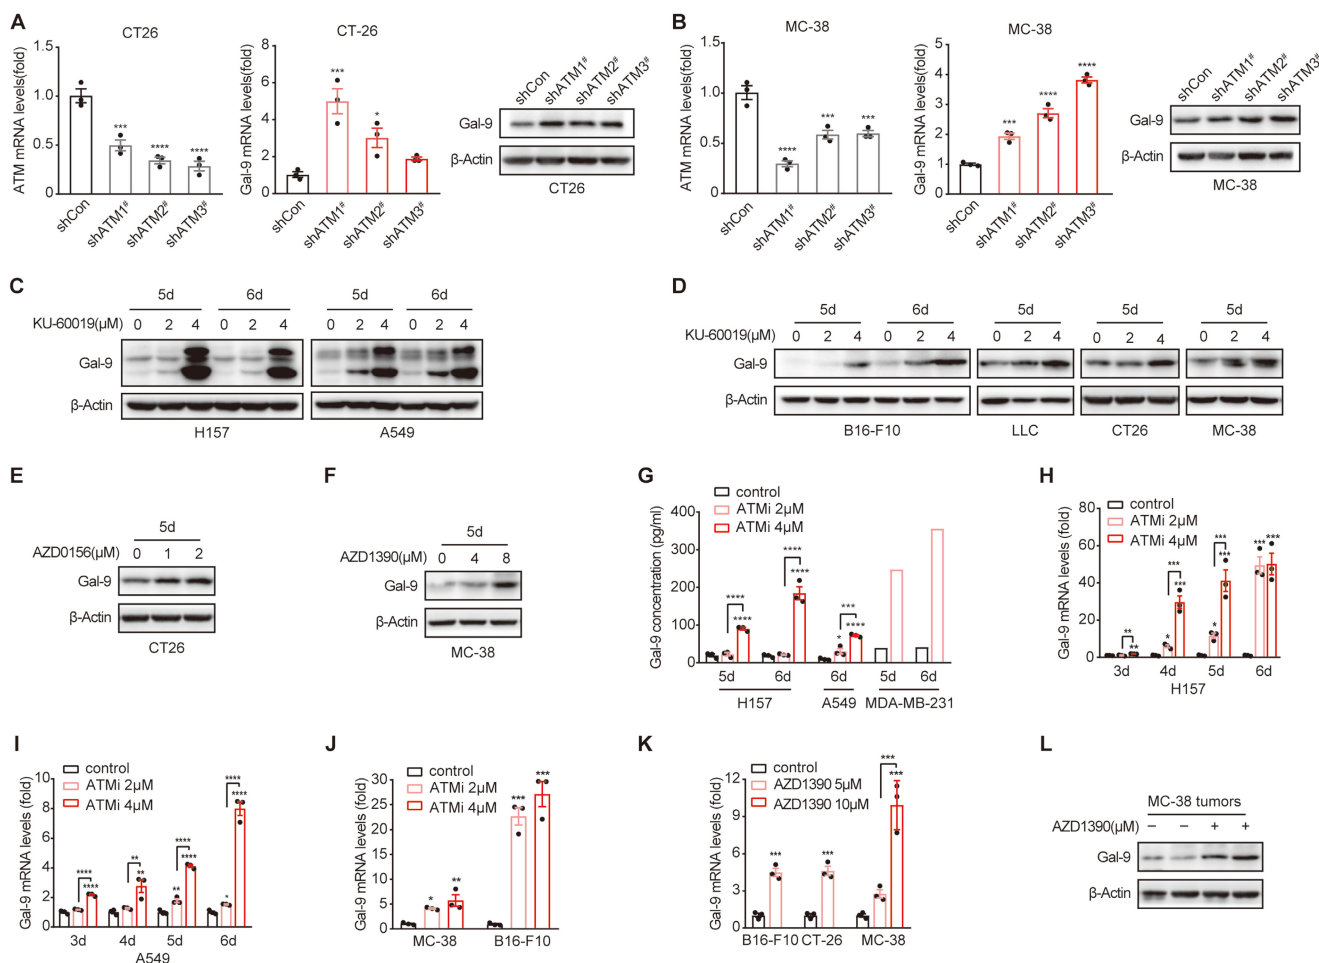 A
CT26
ATM mRNA levels(fold)
1.5
1.0
0.5
0
***
****
****
shCon
shATM1#
shATM2#
shATM3#
CT-26
Gal-9 mRNA levels(fold)
8
6
4
2
0
***
*
shCon
shATM1#
shATM2#
shATM3#
shCon
shATM1#
shATM2#
shATM3#
Gal-9
β-Actin
CT26
B
MC-38
ATM mRNA levels(fold)
1.5
1.0
0.5
0
****
***
***
shCon
shATM1#
shATM2#
shATM3#
MC-38
Gal-9 mRNA levels(fold)
5
4
3
2
1
0
***
****
****
shCon
shATM1#
shATM2#
shATM3#
shCon
shATM1#
shATM2#
shATM3#
Gal-9
β-Actin
MC-38
C
5d 6d 5d 6d
KU-60019(μM) 0 2 4 0 2 4 0 2 4 0 2 4
Gal-9
β-Actin
H157 A549
D
5d 6d 5d 5d 5d
KU-60019(μM) 0 2 4 0 2 4 0 2 4 0 2 4 0 2 4
Gal-9
β-Actin
B16-F10 LLC CT26 MC-38
E
5d
AZD0156(μM) 0 1 2
Gal-9
β-Actin
CT26
F
5d
AZD1390(μM) 0 4 8
Gal-9
β-Actin
MC-38
G
control
ATMi 2μM
ATMi 4μM
Gal-9 concentration (pg/ml)
400
300
200
100
0
****
****
****
****
***
* ****
5d 6d 6d 5d 6d
H157 A549 MDA-MB-231
H
control
ATMi 2μM
ATMi 4μM
Gal-9 mRNA levels (fold)
80
60
40
20
0
**
**
***
* ***
***
* ***
*** ***
3d 4d 5d 6d
H157
I
control
ATMi 2μM
ATMi 4μM
Gal-9 mRNA levels (fold)
10
8
6
4
2
0
****
****
**
**
****
** ****
****
* ****
3d 4d 5d 6d
A549
J
control
ATMi 2μM
ATMi 4μM
Gal-9 mRNA levels (fold)
30
25
20
15
10
5
0
* **
*** ***
MC-38 B16-F10
K
control
AZD1390 5μM
AZD1390 10μM
Gal-9 mRNA levels (fold)
12
9
6
3
0
***
***
***
***
B16-F10 CT-26 MC-38
L
MC-38 tumors
AZD1390(μM) − − + +
Gal-9
β-Actin